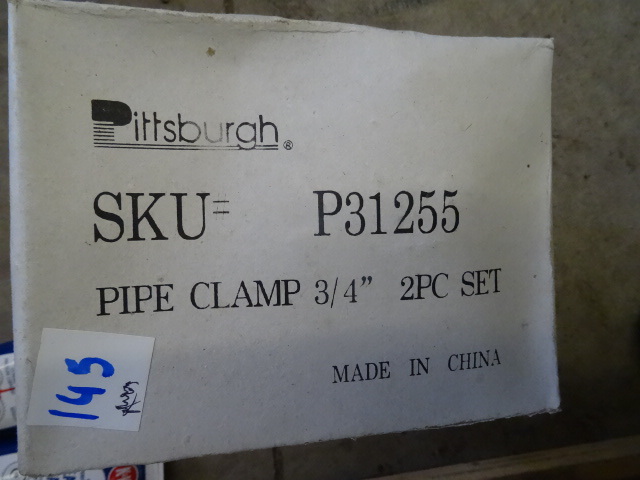 Pittsburgh®
SKU= P31255
PIPE CLAMP 3/4” 2PC SET
MADE IN CHINA
145